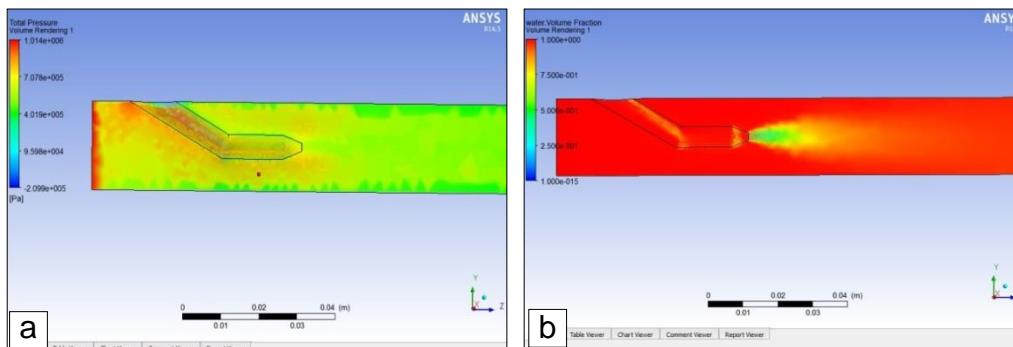 Total Pressure
Volume Rendering 1
1.014e+006
7.078e+005
4.019e+005
9.598e+004
-2.099e+005
[Pa]
ANSYS
R14.5
0 0.02 0.04 (m)
0.01 0.03
Y
X Z
a
water.Volume Fraction
Volume Rendering 1
1.000e+000
7.500e-001
5.000e-001
2.500e-001
1.000e-015
ANSY
0 0.02 0.04 (m)
0.01 0.03
Y
X
b
Table Viewer Chart Viewer Comment Viewer Report Viewer